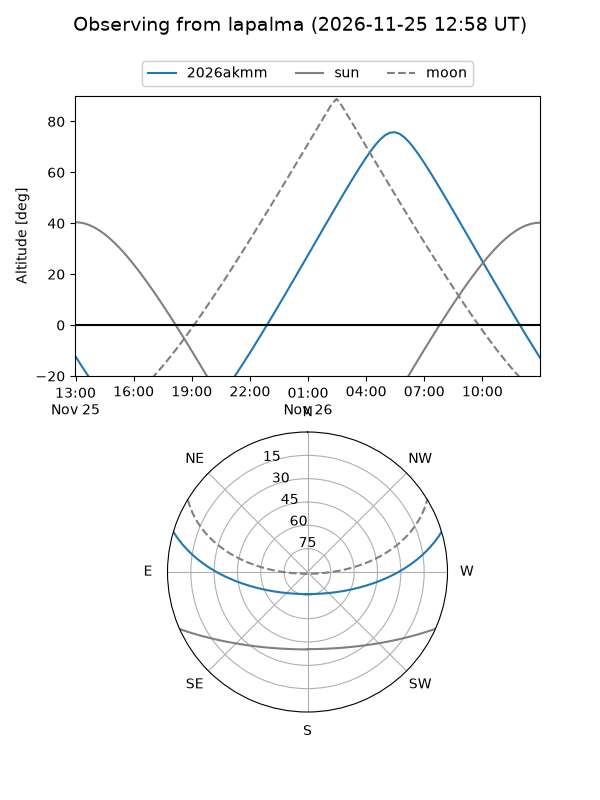 Observing from lapalma (2026-11-25 12:58 UT)
2026akmm sun moon
Altitude [deg]
80
60
40
20
0
−20
13:00 16:00 19:00 22:00 01:00 04:00 07:00 10:00
Nov 25 Nov 26
N
NE NW
15
30
45
60
75
E W
SE SW
S